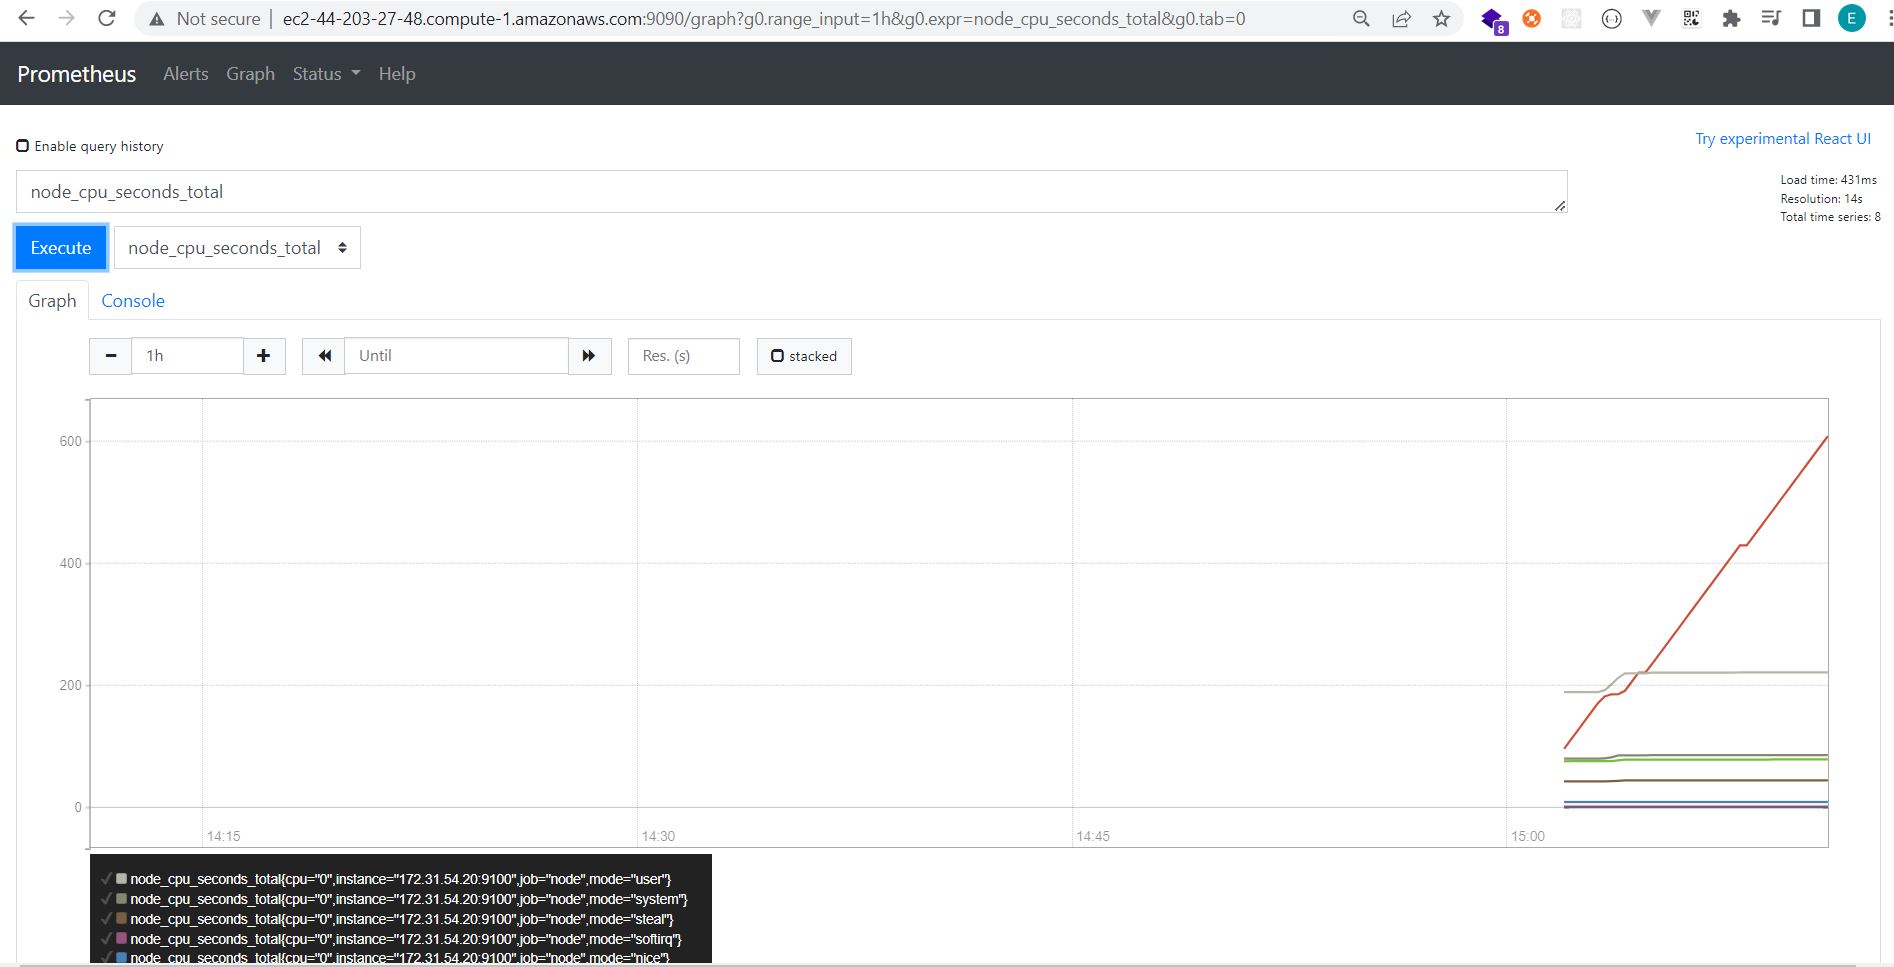 Not secure | ec2-44-203-27-48.compute-1.amazonaws.com:9090/graph?g0.range_input=1h&g0.expr=node_cpu_seconds_total&g0.tab=0
8
E
Prometheus Alerts Graph Status Help
Enable query history
Try experimental React UI
node_cpu_seconds_total
Load time: 431ms
Resolution: 14s
Total time series: 8
Execute
node_cpu_seconds_total
Graph Console
1h
Until
Res. (s)
stacked
600
400
200
0
14:15
14:30
14:45
15:00
node_cpu_seconds_total{cpu="0",instance="172.31.54.20:9100",job="node",mode="user"}
node_cpu_seconds_total{cpu="0",instance="172.31.54.20:9100",job="node",mode="system"}
node_cpu_seconds_total{cpu="0",instance="172.31.54.20:9100",job="node",mode="steal"}
node_cpu_seconds_total{cpu="0",instance="172.31.54.20:9100",job="node",mode="softirq"}
node_cpu_seconds_total{cpu="0",instance="172.31.54.20:9100",job="node",mode="nice"}